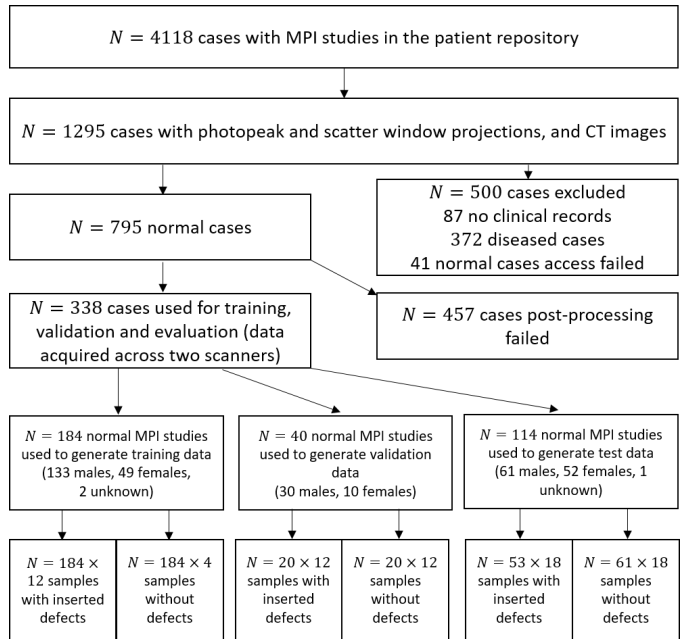 N = 4118 cases with MPI studies in the patient repository
N = 1295 cases with photopeak and scatter window projections, and CT images
N = 795 normal cases
N = 500 cases excluded
87 no clinical records
372 diseased cases
41 normal cases access failed
N = 338 cases used for training,
validation and evaluation (data
acquired across two scanners)
N = 457 cases post-processing
failed
N = 184 normal MPI studies
used to generate training data
(133 males, 49 females,
2 unknown)
N = 40 normal MPI studies
used to generate validation
data
(30 males, 10 females)
N = 114 normal MPI studies
used to generate test data
(61 males, 52 females, 1
unknown)
N = 184 ×
12 samples
with inserted
defects
N = 184 × 4
samples
without
defects
N = 20 × 12
samples with
inserted
defects
N = 20 × 12
samples
without
defects
N = 53 × 18
samples with
inserted
defects
N = 61 × 18
samples
without
defects